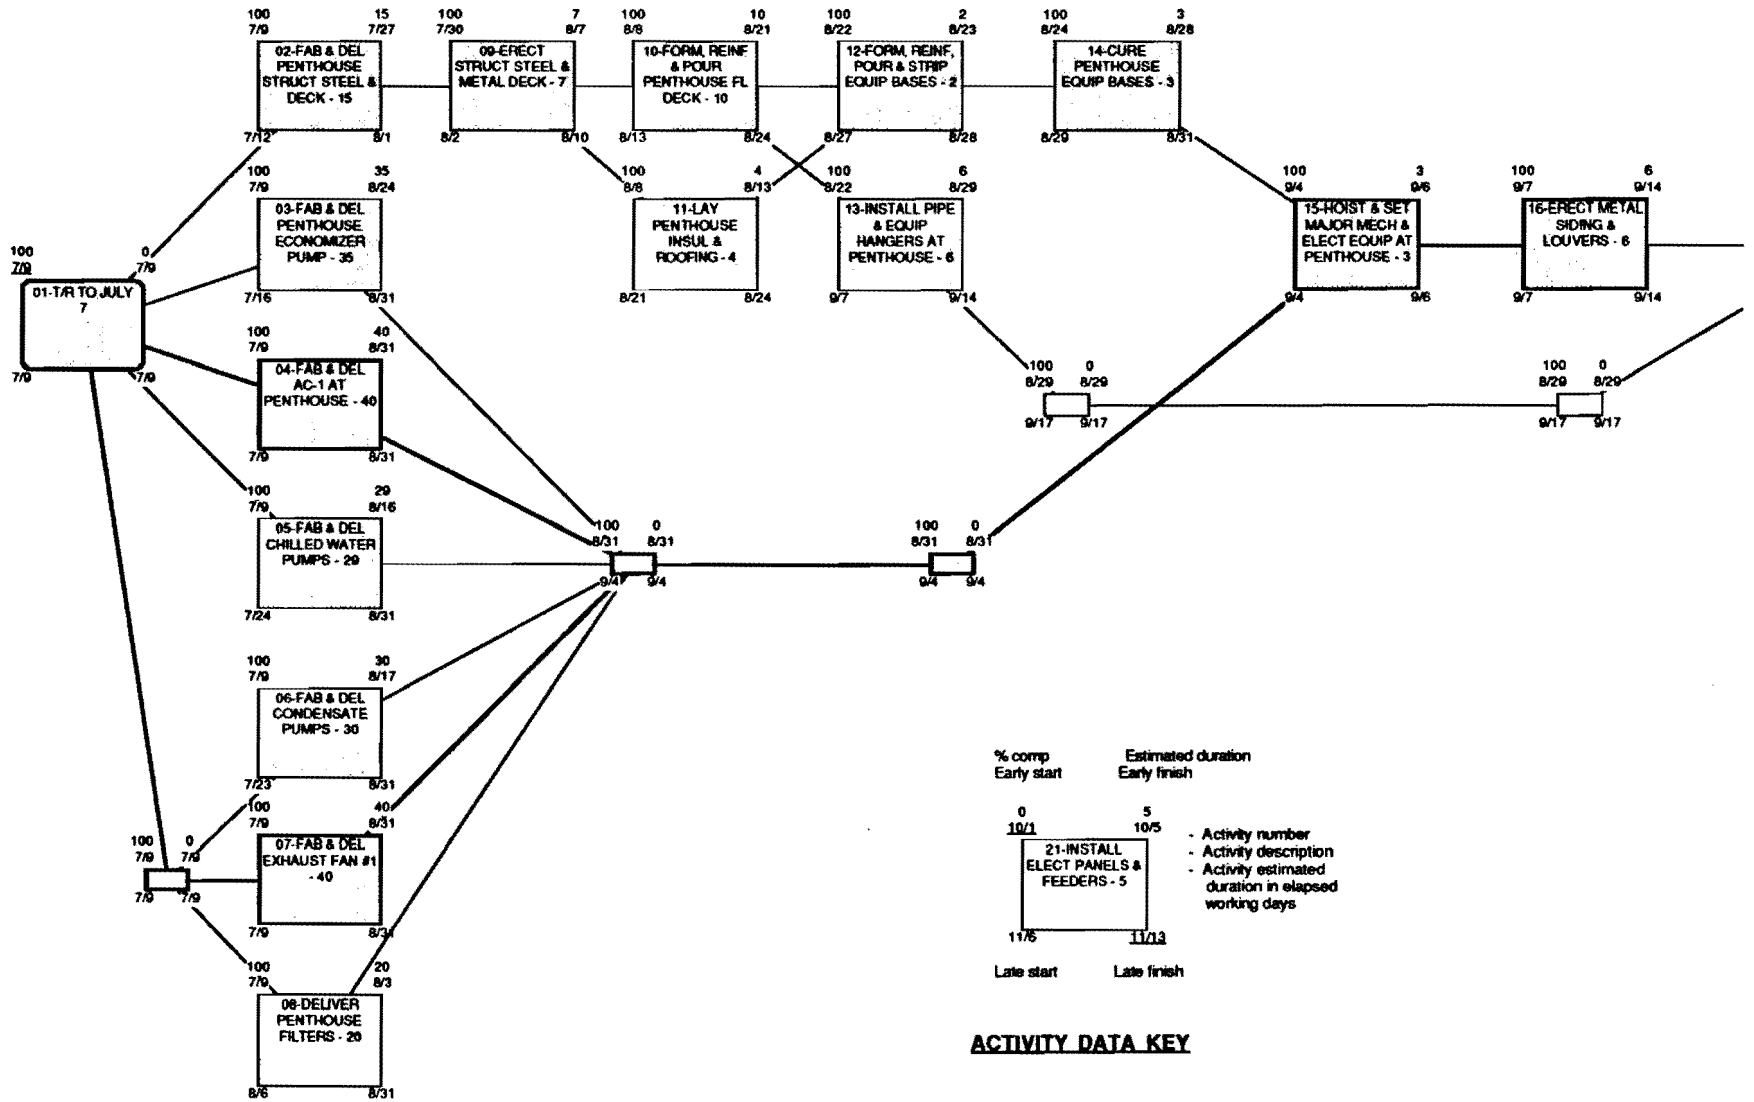 100 15
7/9 7/27
02-FAB & DEL
PENTHOUSE
STRUCT STEEL &
DECK - 15
7/12 8/1
100 7
7/30 8/7
09-ERECT
STRUCT STEEL &
METAL DECK - 7
8/2 8/10
100 10
8/8 8/21
10-FORM, REINF
& POUR
PENTHOUSE FL
DECK - 10
8/13 8/24
100 2
8/22 8/23
12-FORM, REINF,
POUR & STRIP
EQUIP BASES - 2
8/27 8/28
100 3
8/24 8/28
14-CURE
PENTHOUSE
EQUIP BASES - 3
8/29 8/31
100 35
7/9 8/24
03-FAB & DEL
PENTHOUSE
ECONOMIZER
PUMP - 35
7/16 8/31
100 4
8/8 8/13
11-LAY
PENTHOUSE
INSUL &
ROOFING - 4
8/21 8/24
100 6
8/22 8/29
13-INSTALL PIPE
& EQUIP
HANGERS AT
PENTHOUSE - 6
9/7 9/14
100 3
9/4 9/6
15-HOIST & SET
MAJOR MECH &
ELECT EQUIP AT
PENTHOUSE - 3
9/4 9/6
100 6
9/7 9/14
16-ERECT METAL
SIDING &
LOUVERS - 6
9/7 9/14
100 0
7/9 7/9
01-T/R TO JULY
7
7/9 7/9
100 40
7/9 8/31
04-FAB & DEL
AC-1 AT
PENTHOUSE - 40
7/9 8/31
100 0
8/29 8/29
9/17 9/17
100 0
8/29 8/29
9/17 9/17
100 29
7/9 8/16
05-FAB & DEL
CHILLED WATER
PUMPS - 29
7/24 8/31
100 0
8/31 8/31
9/4 9/4
100 0
8/31 8/31
9/4 9/4
100 30
7/9 8/17
06-FAB & DEL
CONDENSATE
PUMPS - 30
7/23 8/31
100 0
7/9 7/9
7/9 7/9
100 40
7/9 8/31
07-FAB & DEL
EXHAUST FAN #1
- 40
7/9 8/31
100 20
7/9 8/3
08-DELIVER
PENTHOUSE
FILTERS - 20
8/6 8/31
% comp Estimated duration
Early start Early finish
0 5
10/1 10/5
21-INSTALL
ELECT PANELS &
FEEDERS - 5
11/6 11/13
Late start Late finish
- Activity number
- Activity description
- Activity estimated
duration in elapsed
working days
ACTIVITY DATA KEY